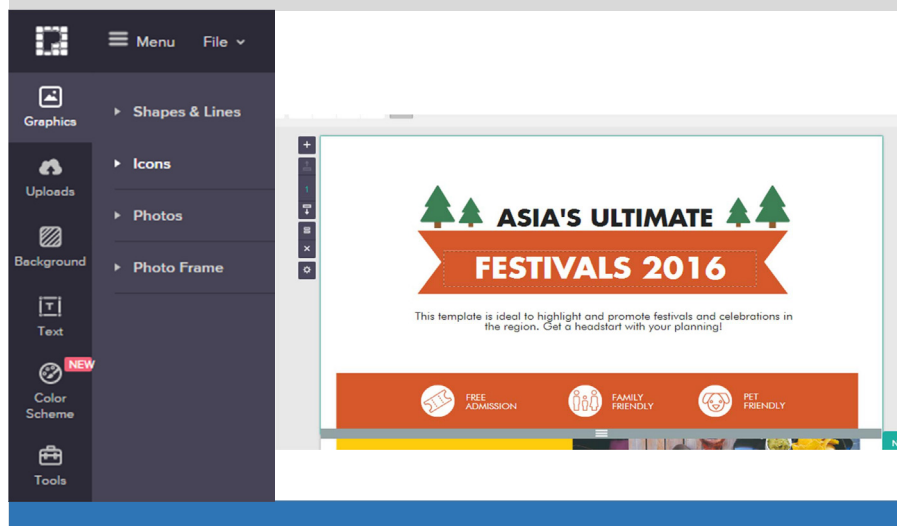 Menu File
Graphics
Shapes & Lines
Icons
Uploads
Photos
Background
Photo Frame
Text
NEW
Color
Scheme
Tools
ASIA'S ULTIMATE
FESTIVALS 2016
This template is ideal to highlight and promote festivals and celebrations in
the region. Get a headstart with your planning!
FREE
ADMISSION
FAMILY
FRIENDLY
PET
FRIENDLY